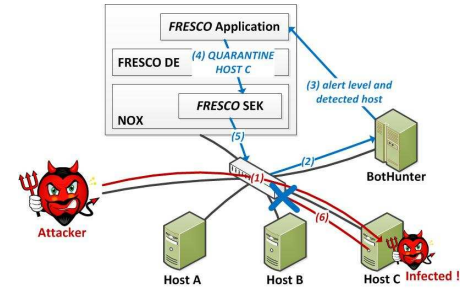 FRESCO Application
(4) QUARANTINE
HOST C
FRESCO DE
(3) alert level and
detected host
FRESCO SEK
NOX
(5)
(2)
BotHunter
(1)
Attacker
(6)
Host A
Host B
Host C
Infected !